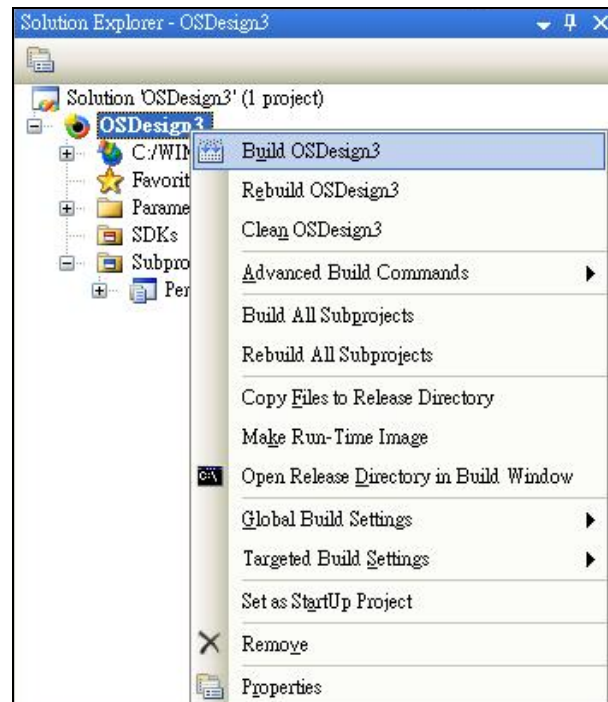 Solution Explorer - OSDesign3
Solution 'OSDesign3' (1 project)
OSDesign3
C:/WIN
Favorit
Parame
SDKs
Subpro
Per
Build OSDesign3
Rebuild OSDesign3
Clean OSDesign3
Advanced Build Commands
Build All Subprojects
Rebuild All Subprojects
Copy Files to Release Directory
Make Run-Time Image
Open Release Directory in Build Window
Global Build Settings
Targeted Build Settings
Set as StartUp Project
Remove
Properties